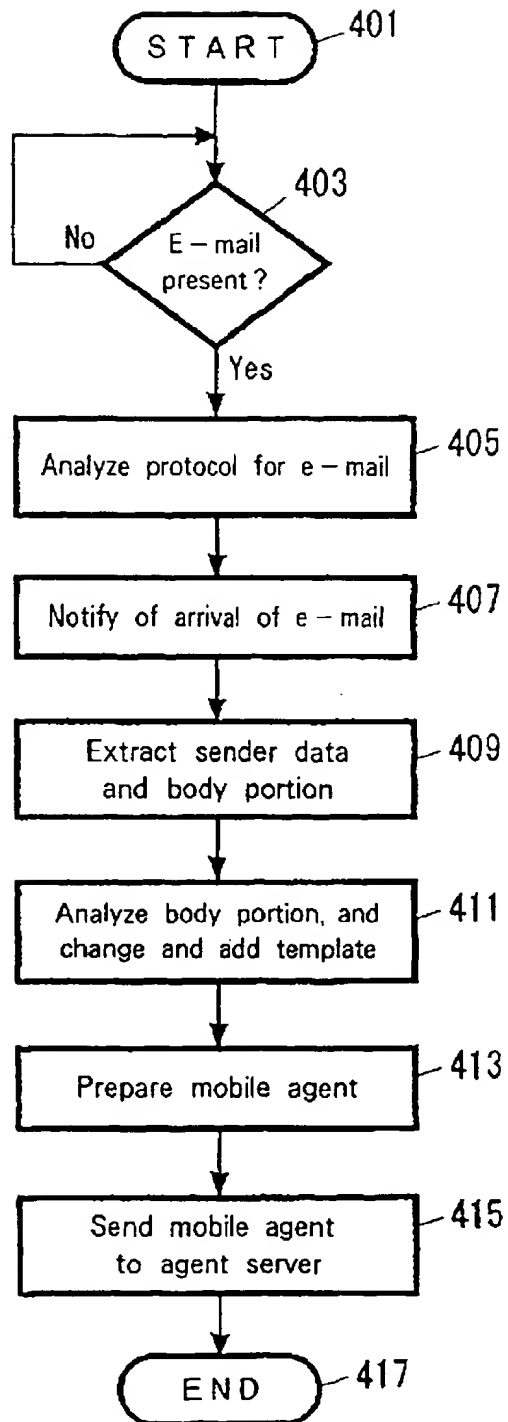 START
401
403
No
E-mail
present?
Yes
Analyze protocol for e-mail
405
Notify of arrival of e-mail
407
Extract sender data
and body portion
409
Analyze body portion, and
change and add template
411
Prepare mobile agent
413
Send mobile agent
to agent server
415
END
417